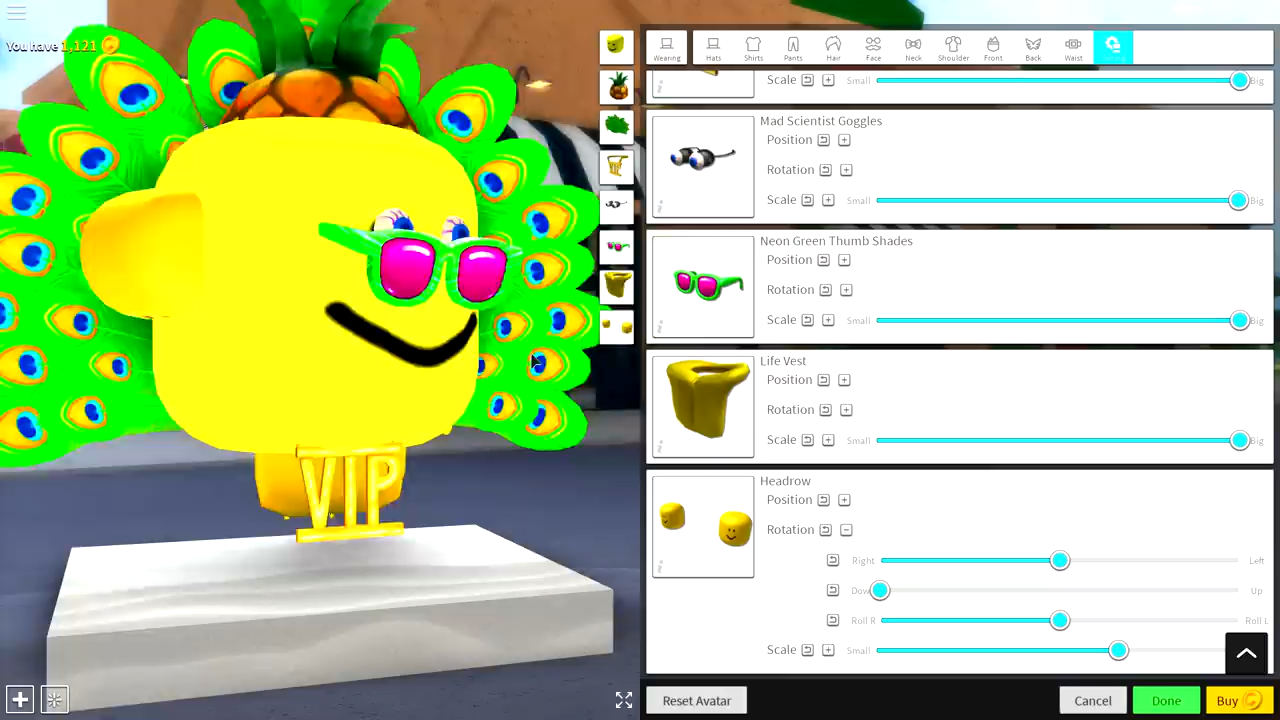 You have 1,121
VIP
Wearing
Hats
Shirts
Pants
Hair
Face
Neck
Shoulder
Front
Back
Waist
Scale Small Big
Mad Scientist Goggles
Position
Rotation
Scale Small Big
Neon Green Thumb Shades
Position
Rotation
Scale Small Big
Life Vest
Position
Rotation
Scale Small Big
Headrow
Position
Rotation
Right Left
Dow Up
Roll R Roll L
Scale Small
Reset Avatar Cancel Done Buy